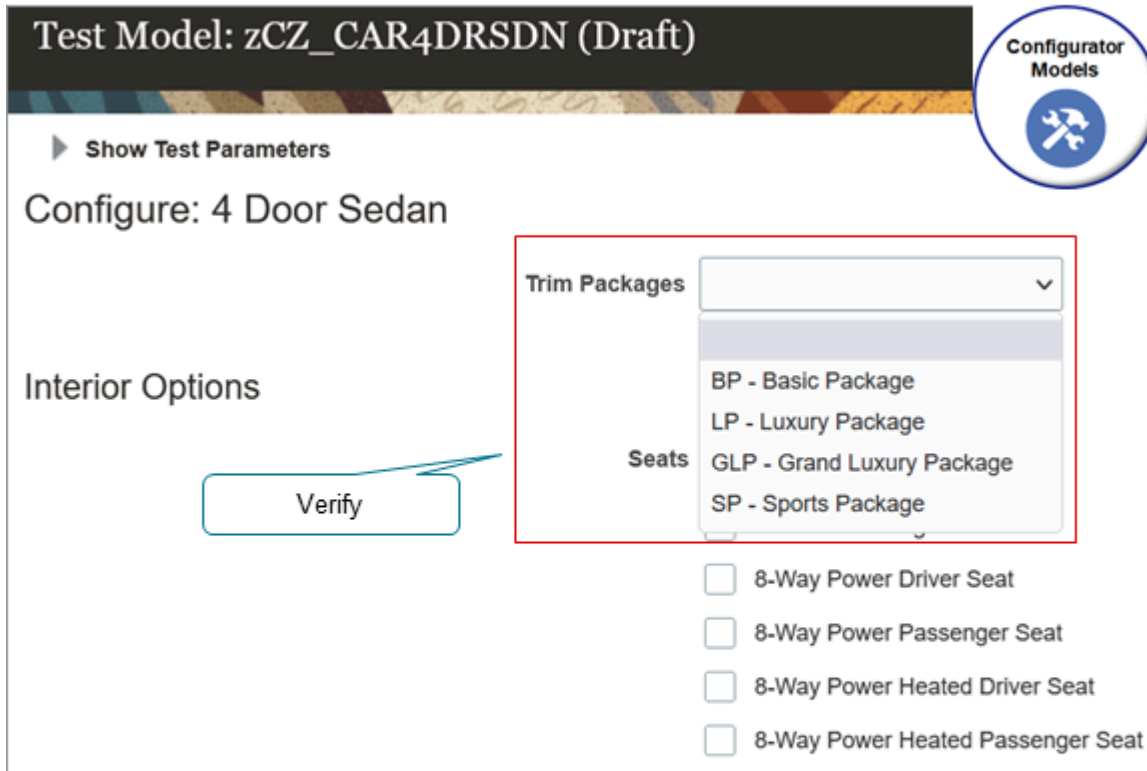 Test Model: zCZ_CAR4DRSDN (Draft)
Configurator
Models
Show Test Parameters
Configure: 4 Door Sedan
Trim Packages
BP - Basic Package
Interior Options
LP - Luxury Package
Seats
GLP - Grand Luxury Package
SP - Sports Package
Verify
8-Way Power Driver Seat
8-Way Power Passenger Seat
8-Way Power Heated Driver Seat
8-Way Power Heated Passenger Seat